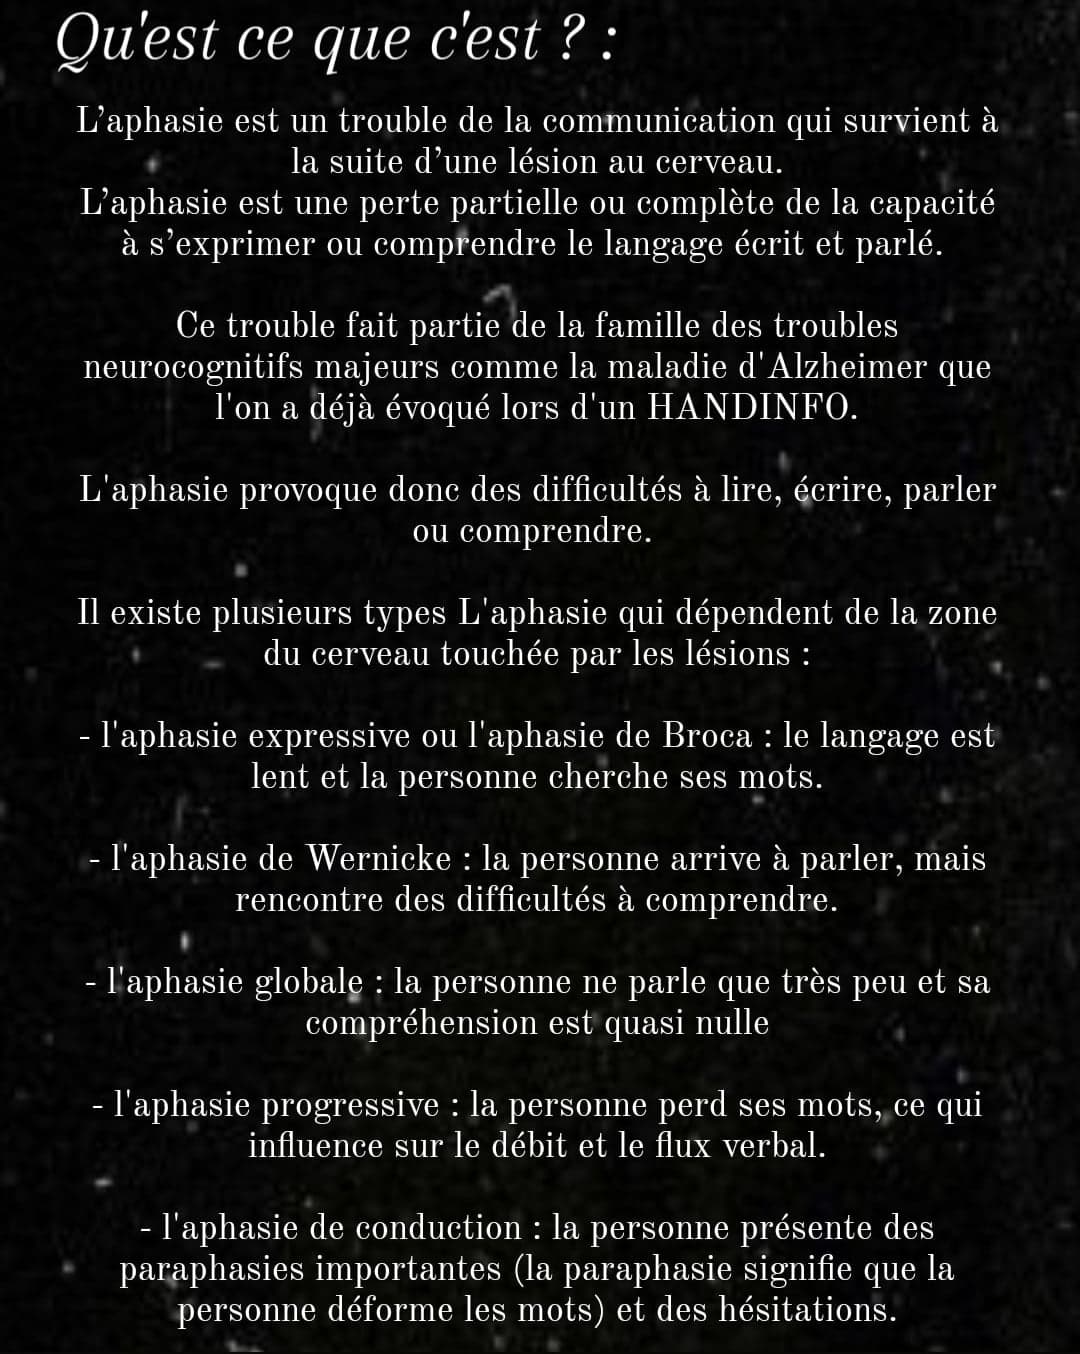 Qu'est ce que c'est ? :
L’aphasie est un trouble de la communication qui survient à
la suite d’une lésion au cerveau.
L’aphasie est une perte partielle ou complète de la capacité
à s’exprimer ou comprendre le langage écrit et parlé.
Ce trouble fait partie de la famille des troubles
neurocognitifs majeurs comme la maladie d'Alzheimer que
l'on a déjà évoqué lors d'un HANDINFO.
L'aphasie provoque donc des difficultés à lire, écrire, parler
ou comprendre.
Il existe plusieurs types L'aphasie qui dépendent de la zone
du cerveau touchée par les lésions :
- l'aphasie expressive ou l'aphasie de Broca : le langage est
lent et la personne cherche ses mots.
- l'aphasie de Wernicke : la personne arrive à parler, mais
rencontre des difficultés à comprendre.
- l'aphasie globale : la personne ne parle que très peu et sa
compréhension est quasi nulle
- l'aphasie progressive : la personne perd ses mots, ce qui
influence sur le débit et le flux verbal.
- l'aphasie de conduction : la personne présente des
paraphasies importantes (la paraphasie signifie que la
personne déforme les mots) et des hésitations.